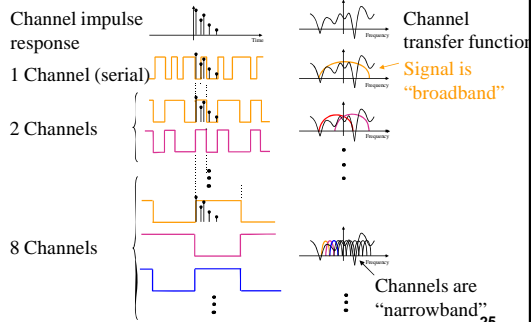 Channel impulse
response
Time
Frequency
Channel
transfer function
1 Channel (serial)
Frequency
Signal is
“broadband”
2 Channels
Frequency
8 Channels
Frequency
Channels are
“narrowband”
25